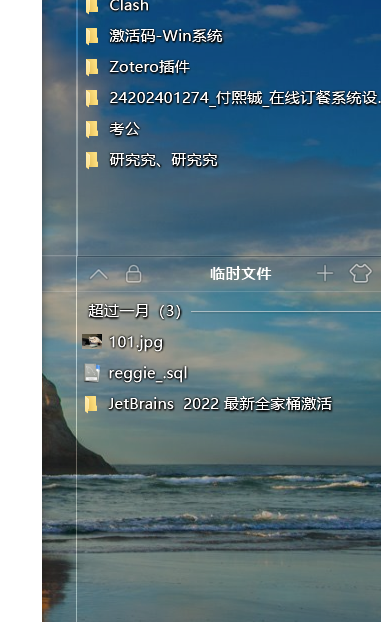 Clash
激活码-Win系统
Zotero插件
24202401274_付熙铖_在线订餐系统设...
考公
研究究、研究究
临时文件
超过一月（3）
101.jpg
reggie_.sql
JetBrains 2022 最新全家桶激活